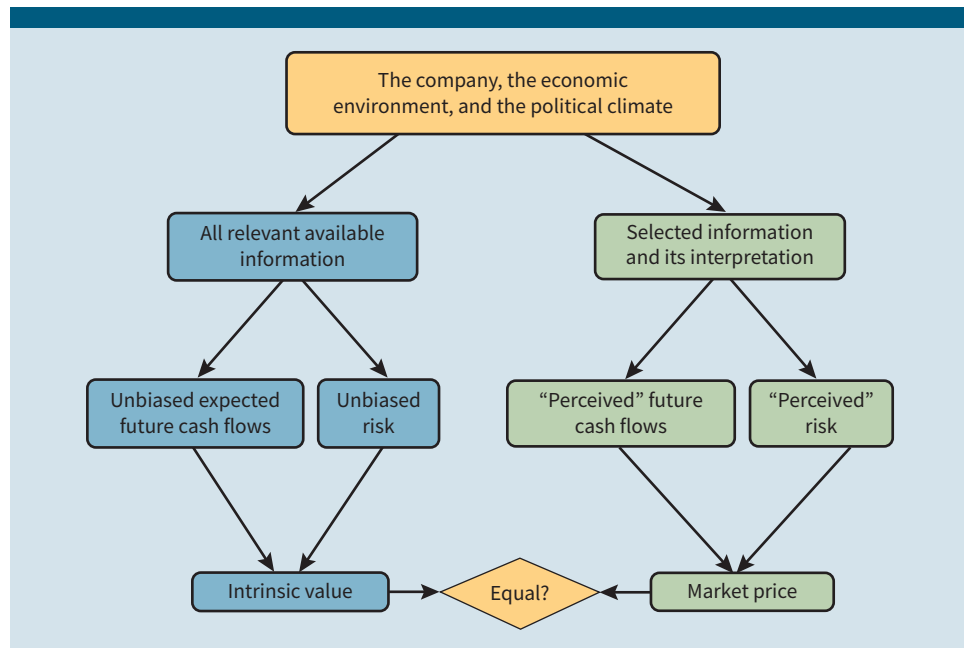 The company, the economic
environment, and the political climate
All relevant available
information
Selected information
and its interpretation
Unbiased expected
future cash flows
Unbiased
risk
“Perceived” future
cash flows
“Perceived”
risk
Intrinsic value
Equal?
Market price